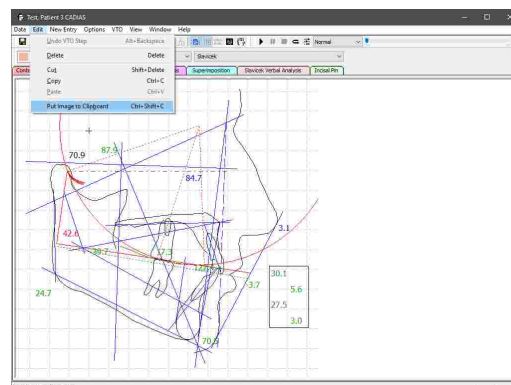 Test, Patient 3 CADIAS
Data Edit New Entry Options VTO View Window Help
Undo VTO Step Alt+Backspace
Normal
Delete Delete
Slavicek
Cut Shift+Delete
Superimposition Slavicek Verbal Analysis Incisal Pin
Copy Ctrl+C
Paste Ctrl+V
Put Image to Clipboard Ctrl+Shift+C
87.9
70.9
84.7
3.1
42.6
7.3
30.1
3.7
5.6
24.7
27.5
3.0